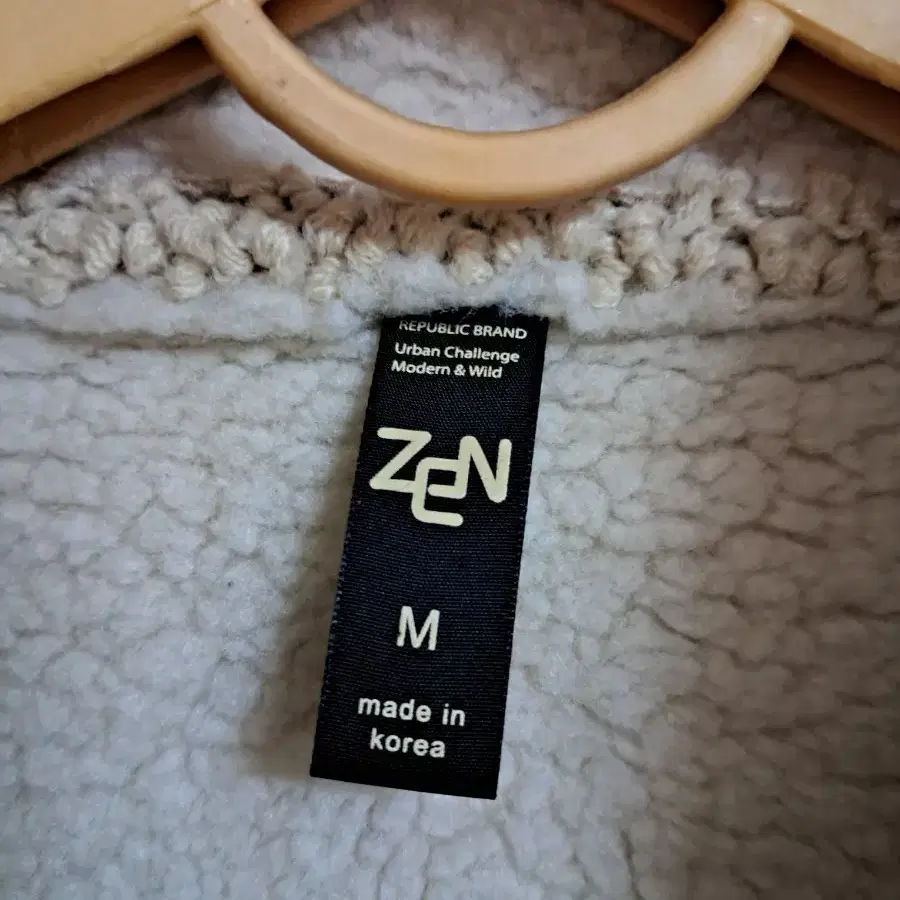 REPUBLIC BRAND
Urban Challenge
Modern & Wild
ZeN
M
made in
korea